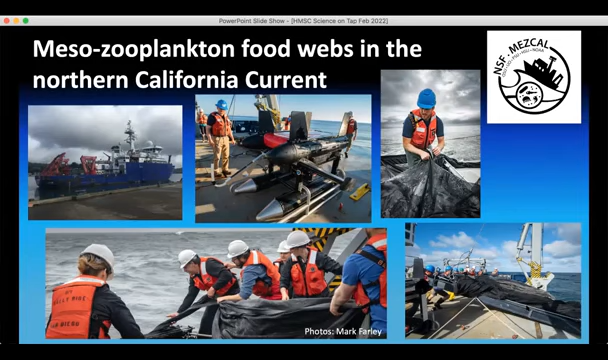 PowerPoint Slide Show - [HMSC Science on Tap Feb 2022]
Meso-zooplankton food webs in the
northern California Current
NSF · MEZCAL
Photos: Mark Farley